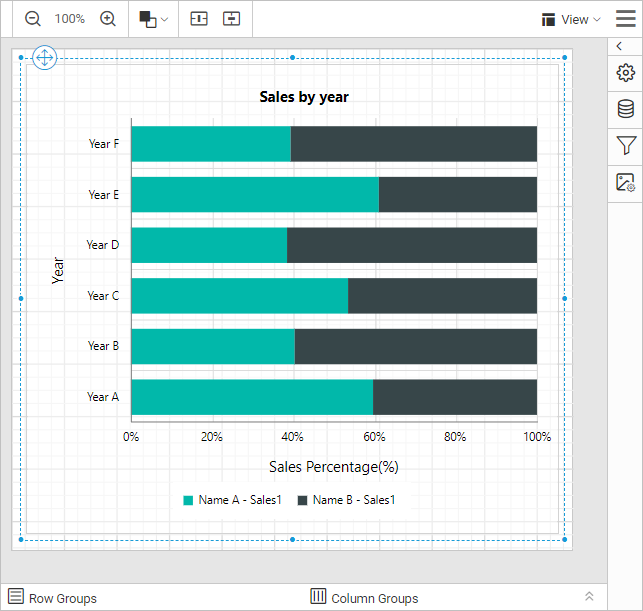 100%
View
Sales by year
Year F
Year E
Year D
Year C
Year B
Year A
Year
0% 20% 40% 60% 80% 100%
Sales Percentage(%)
Name A - Sales1 Name B - Sales1
Row Groups Column Groups